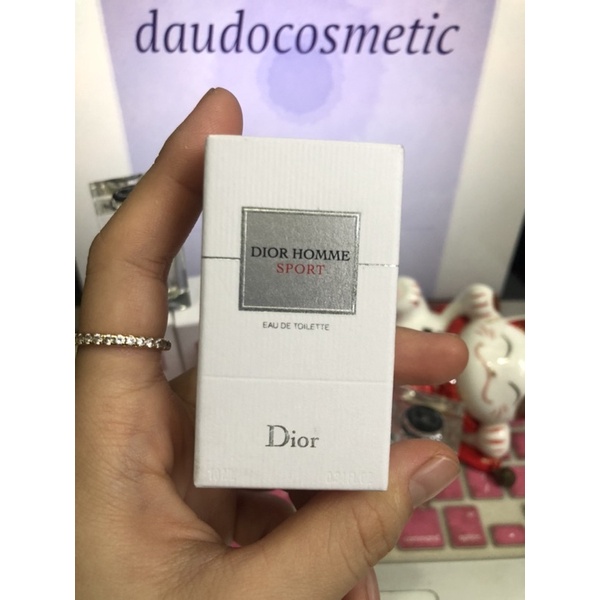 daudocosmetic
DIOR HOMME
SPORT
EAU DE TOILETTE
Dior